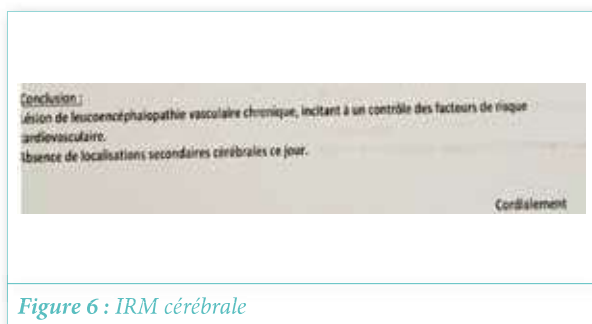 Conclusion :
Lésion de leucoencéphalopathie vasculaire chronique, incitant à un contrôle des facteurs de risque
cardiovasculaire.
Absence de localisations secondaires cérébrales ce jour.
Cordialement
Figure 6 : IRM cérébrale